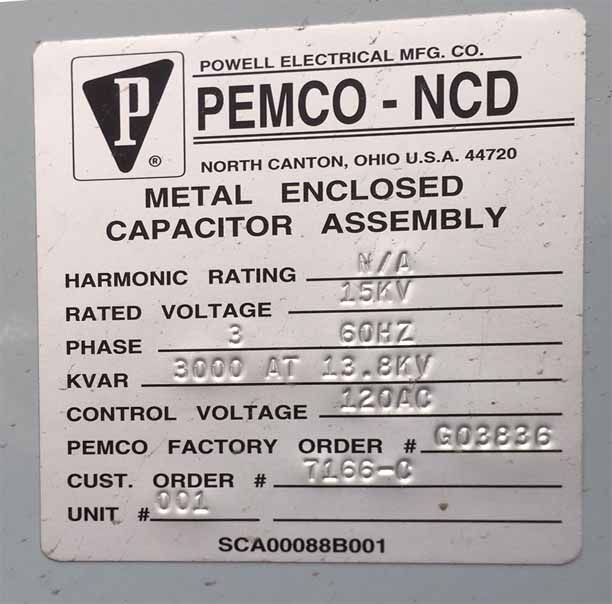 P ®
POWELL ELECTRICAL MFG. CO.
PEMCO - NCD
NORTH CANTON, OHIO U.S.A. 44720
METAL ENCLOSED
CAPACITOR ASSEMBLY
HARMONIC RATING N/A
RATED VOLTAGE 15KV
PHASE 3 60HZ
KVAR 3000 AT 13.8KV
CONTROL VOLTAGE 120AC
PEMCO FACTORY ORDER # G03836
CUST. ORDER # 7166-C
UNIT # 001
SCA00088B001